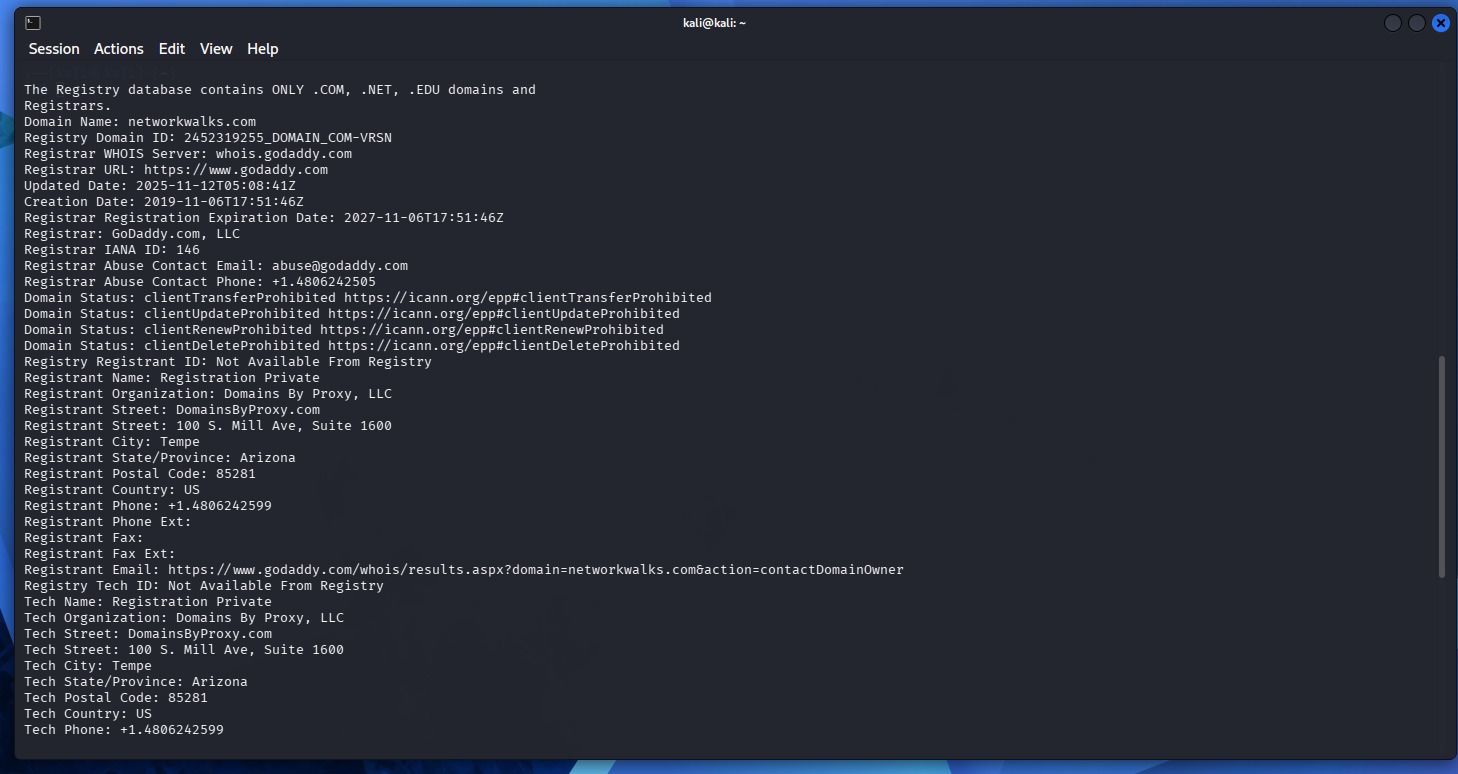 kali@kali: ~
Session Actions Edit View Help
The Registry database contains ONLY .COM, .NET, .EDU domains and
Registrars.
Domain Name: networkwalks.com
Registry Domain ID: 2452319255_DOMAIN_COM-VRSN
Registrar WHOIS Server: whois.godaddy.com
Registrar URL: https://www.godaddy.com
Updated Date: 2025-11-12T05:08:41Z
Creation Date: 2019-11-06T17:51:46Z
Registrar Registration Expiration Date: 2027-11-06T17:51:46Z
Registrar: GoDaddy.com, LLC
Registrar IANA ID: 146
Registrar Abuse Contact Email: abuse@godaddy.com
Registrar Abuse Contact Phone: +1.4806242505
Domain Status: clientTransferProhibited https://icann.org/epp#clientTransferProhibited
Domain Status: clientUpdateProhibited https://icann.org/epp#clientUpdateProhibited
Domain Status: clientRenewProhibited https://icann.org/epp#clientRenewProhibited
Domain Status: clientDeleteProhibited https://icann.org/epp#clientDeleteProhibited
Registry Registrant ID: Not Available From Registry
Registrant Name: Registration Private
Registrant Organization: Domains By Proxy, LLC
Registrant Street: DomainsByProxy.com
Registrant Street: 100 S. Mill Ave, Suite 1600
Registrant City: Tempe
Registrant State/Province: Arizona
Registrant Postal Code: 85281
Registrant Country: US
Registrant Phone: +1.4806242599
Registrant Phone Ext:
Registrant Fax:
Registrant Fax Ext:
Registrant Email: https://www.godaddy.com/whois/results.aspx?domain=networkwalks.com&action=contactDomainOwner
Registry Tech ID: Not Available From Registry
Tech Name: Registration Private
Tech Organization: Domains By Proxy, LLC
Tech Street: DomainsByProxy.com
Tech Street: 100 S. Mill Ave, Suite 1600
Tech City: Tempe
Tech State/Province: Arizona
Tech Postal Code: 85281
Tech Country: US
Tech Phone: +1.4806242599